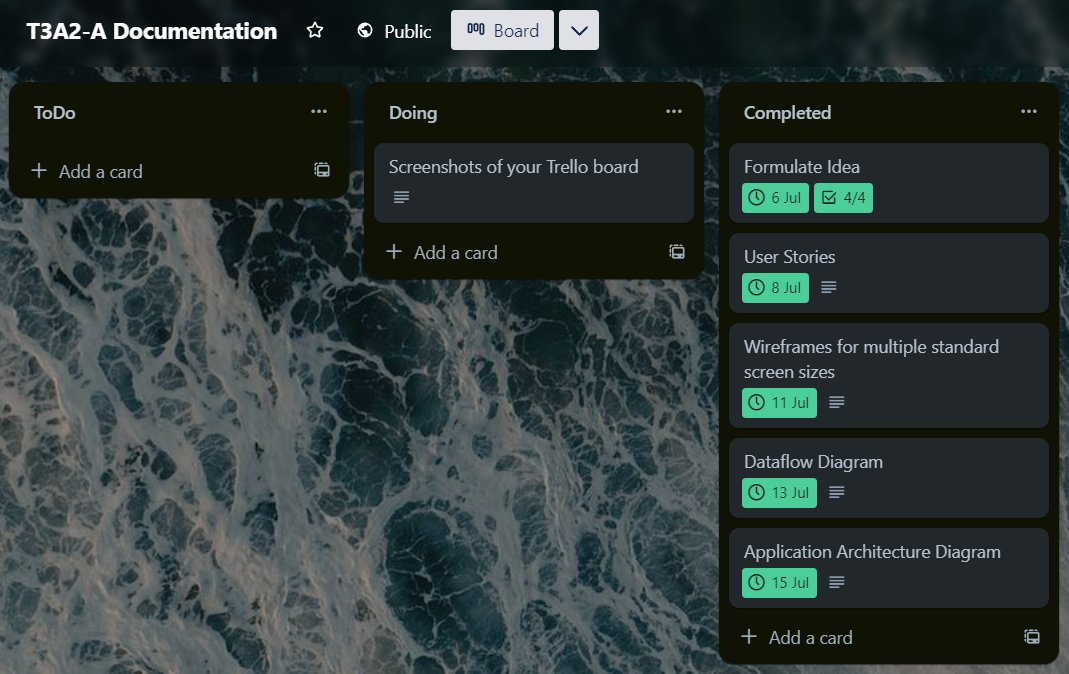 T3A2-A Documentation
Public
Board
ToDo
Add a card
Doing
Screenshots of your Trello board
Add a card
Completed
Formulate Idea
6 Jul
4/4
User Stories
8 Jul
Wireframes for multiple standard
screen sizes
11 Jul
Dataflow Diagram
13 Jul
Application Architecture Diagram
15 Jul
Add a card